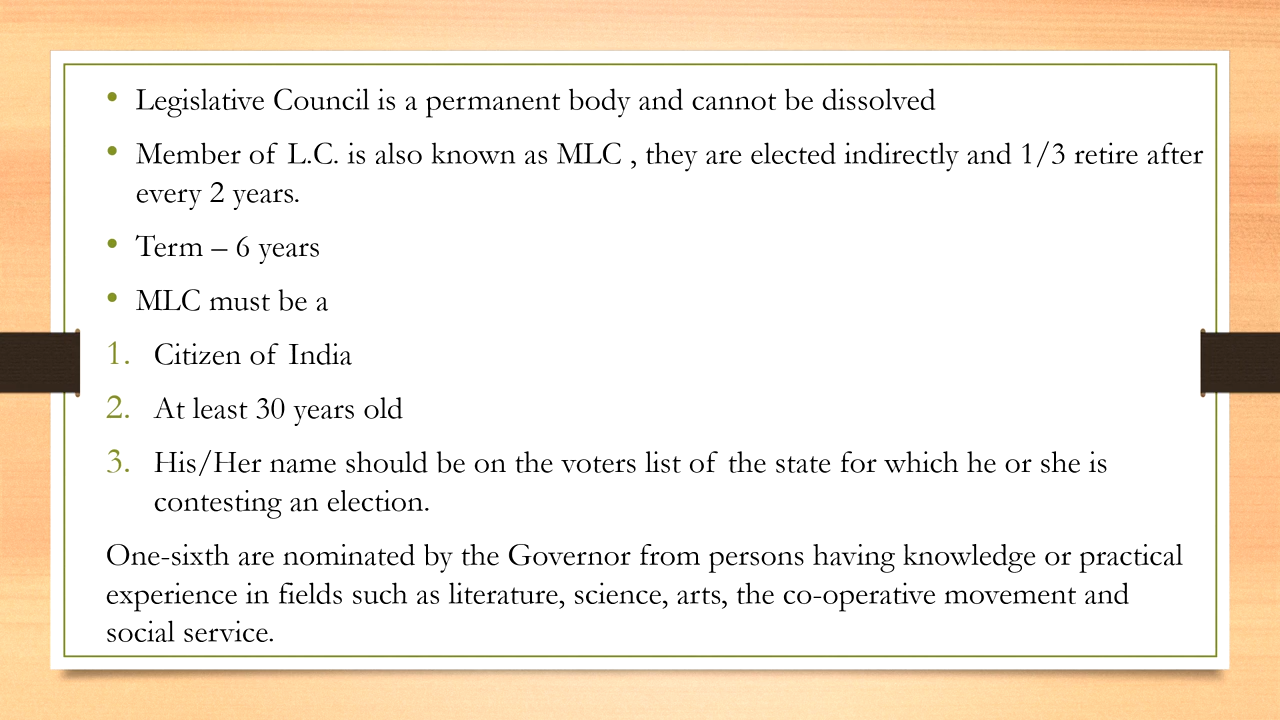 • Legislative Council is a permanent body and cannot be dissolved
• Member of L.C. is also known as MLC , they are elected indirectly and 1/3 retire after
every 2 years.
• Term – 6 years
• MLC must be a
1. Citizen of India
2. At least 30 years old
3. His/Her name should be on the voters list of the state for which he or she is
contesting an election.
One-sixth are nominated by the Governor from persons having knowledge or practical
experience in fields such as literature, science, arts, the co-operative movement and
social service.